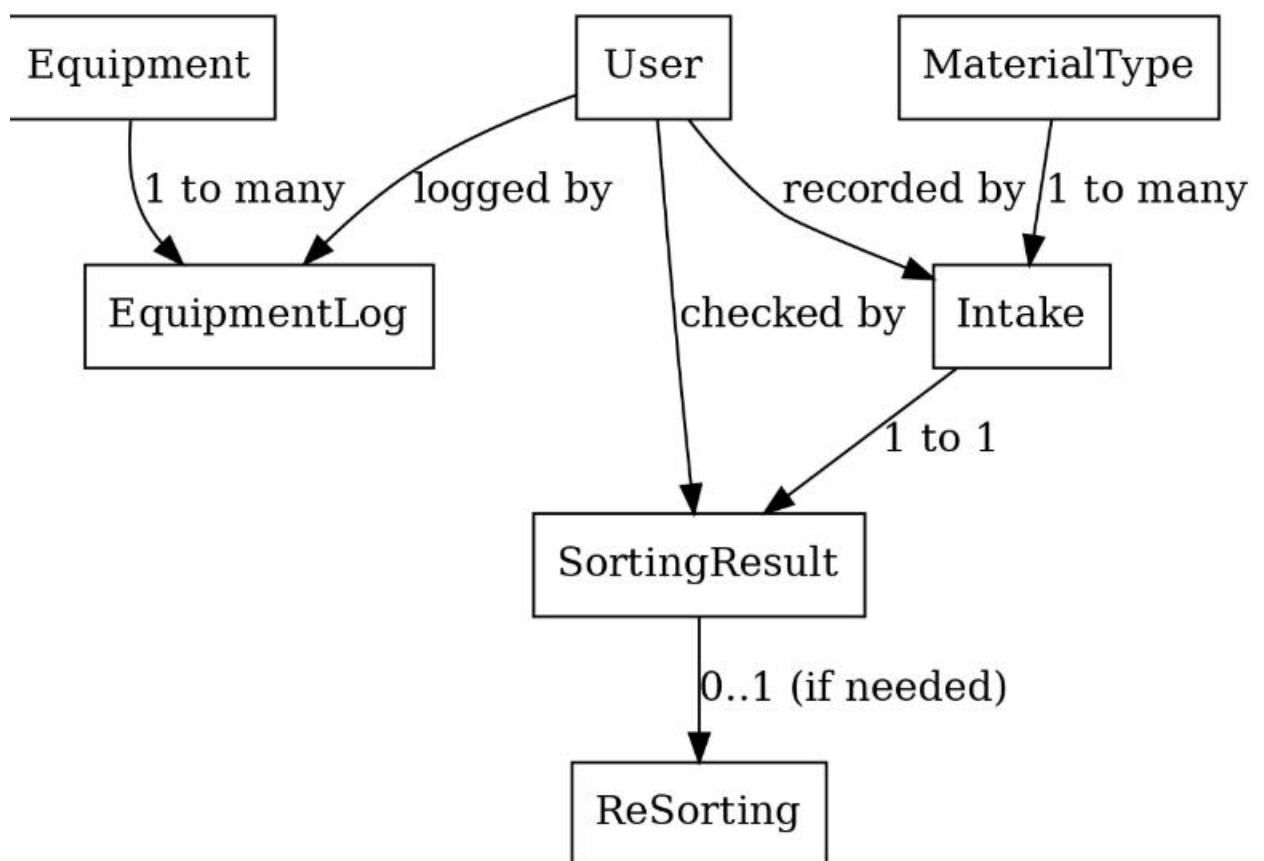 Equipment
User
MaterialType
1 to many
logged by
recorded by
1 to many
EquipmentLog
checked by
Intake
1 to 1
SortingResult
0..1 (if needed)
ReSorting